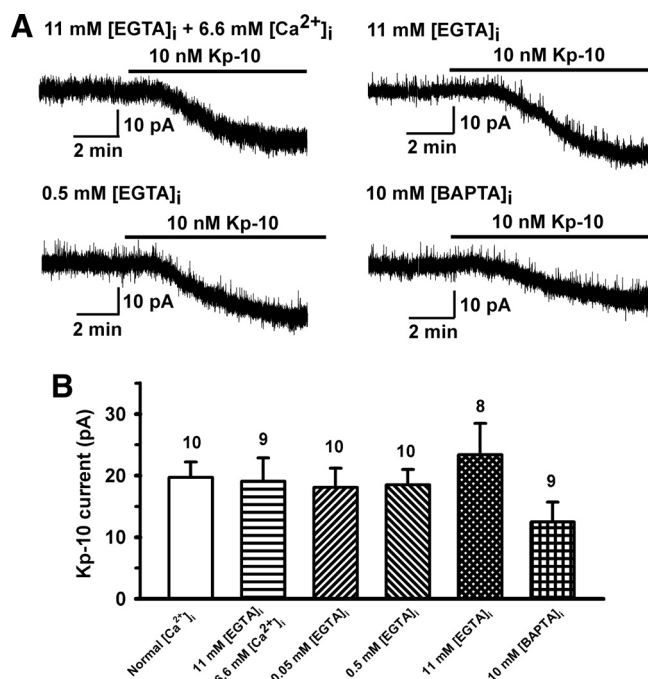 A
11 mM [EGTA]i + 6.6 mM [Ca2+]i
10 nM Kp-10
10 pA
2 min
11 mM [EGTA]i
10 nM Kp-10
10 pA
2 min
0.5 mM [EGTA]i
10 nM Kp-10
10 pA
2 min
10 mM [BAPTA]i
10 nM Kp-10
10 pA
2 min
B
Kp-10 current (pA)
30
20
10
0
10
9
10
10
8
9
Normal [Ca2+]i
11 mM [EGTA]i
6.6 mM [Ca2+]i
0.05 mM [EGTA]i
0.5 mM [EGTA]i
11 mM [EGTA]i
10 mM [BAPTA]i